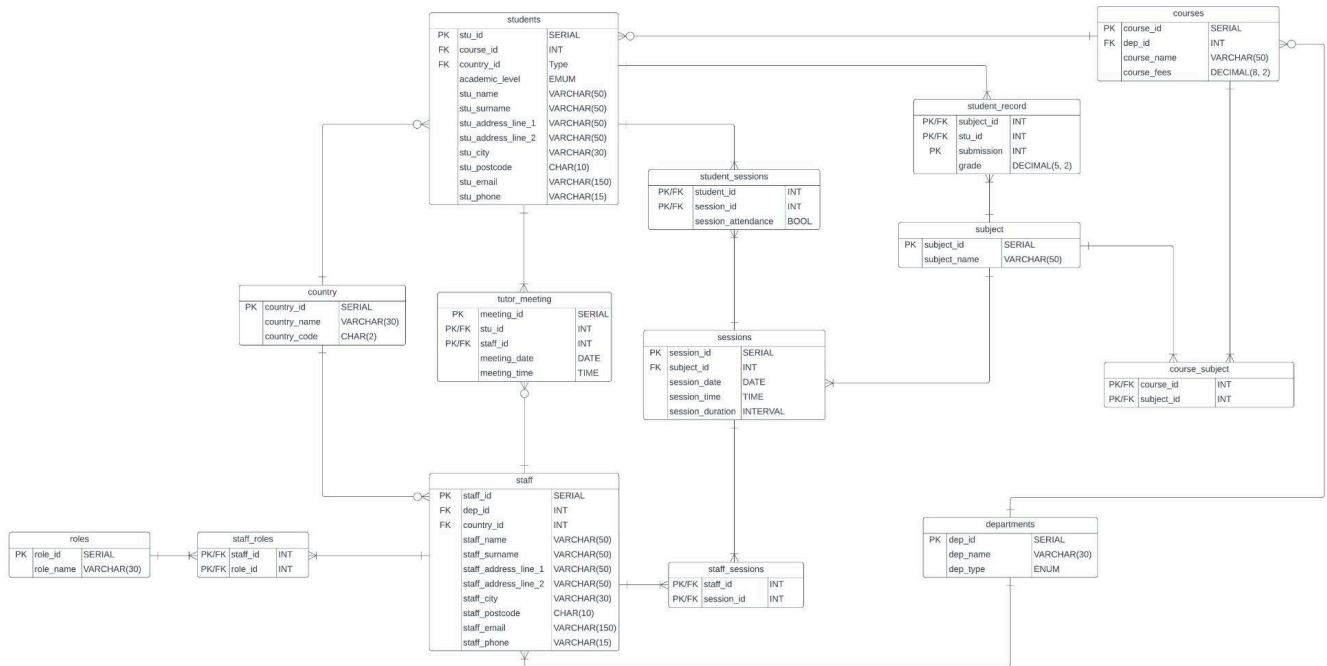 students
PK stu_id SERIAL
FK course_id INT
FK country_id Type
academic_level EMUM
stu_name VARCHAR(50)
stu_surname VARCHAR(50)
stu_address_line_1 VARCHAR(50)
stu_address_line_2 VARCHAR(50)
stu_city VARCHAR(30)
stu_postcode CHAR(10)
stu_email VARCHAR(150)
stu_phone VARCHAR(15)
courses
PK course_id SERIAL
FK dep_id INT
course_name VARCHAR(50)
course_fees DECIMAL(8, 2)
student_record
PK/FK subject_id INT
PK/FK stu_id INT
PK submission INT
grade DECIMAL(5, 2)
student_sessions
PK/FK student_id INT
PK/FK session_id INT
session_attendance BOOL
subject
PK subject_id SERIAL
subject_name VARCHAR(50)
country
PK country_id SERIAL
country_name VARCHAR(30)
country_code CHAR(2)
tutor_meeting
PK meeting_id SERIAL
PK/FK stu_id INT
PK/FK staff_id INT
meeting_date DATE
meeting_time TIME
sessions
PK session_id SERIAL
FK subject_id INT
session_date DATE
session_time TIME
session_duration INTERVAL
course_subject
PK/FK course_id INT
PK/FK subject_id INT
staff
PK staff_id SERIAL
FK dep_id INT
FK country_id INT
staff_name VARCHAR(50)
staff_surname VARCHAR(50)
staff_address_line_1 VARCHAR(50)
staff_address_line_2 VARCHAR(50)
staff_city VARCHAR(30)
staff_postcode CHAR(10)
staff_email VARCHAR(150)
staff_phone VARCHAR(15)
roles
PK role_id SERIAL
role_name VARCHAR(30)
staff_roles
PK/FK staff_id INT
PK/FK role_id INT
staff_sessions
PK/FK staff_id INT
PK/FK session_id INT
departments
PK dep_id SERIAL
dep_name VARCHAR(30)
dep_type ENUM